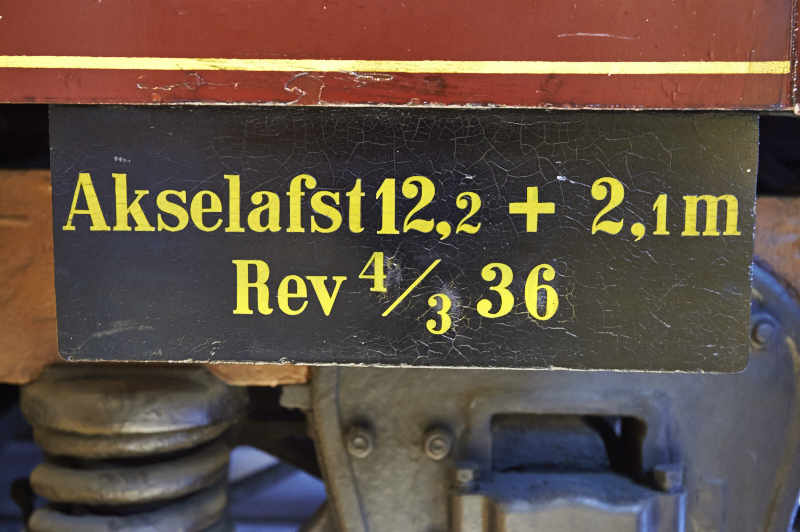 Akselafst 12,2 + 2,1 m
Rev 4/3 36